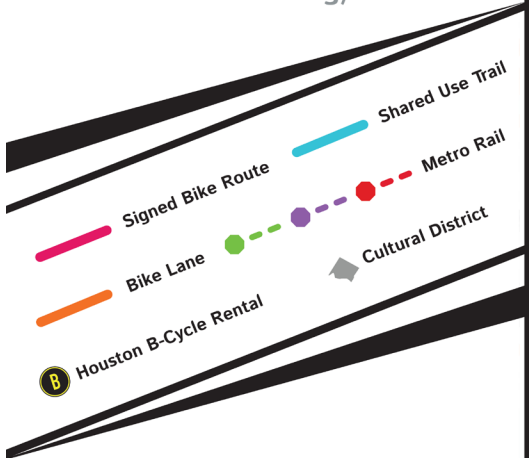 Signed Bike Route
Shared Use Trail
Bike Lane
Metro Rail
B
Houston B-Cycle Rental
Cultural District